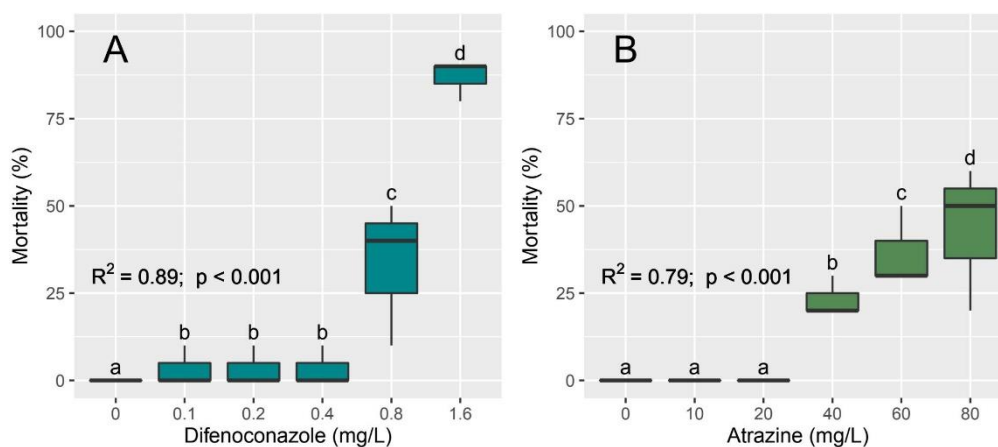 A
100
75
50
25
0
Mortality (%)
a
b
b
b
c
d
R² = 0.89; p < 0.001
0 0.1 0.2 0.4 0.8 1.6
Difenoconazole (mg/L)
B
100
75
50
25
0
Mortality (%)
a
a
a
b
c
d
R² = 0.79; p < 0.001
0 10 20 40 60 80
Atrazine (mg/L)